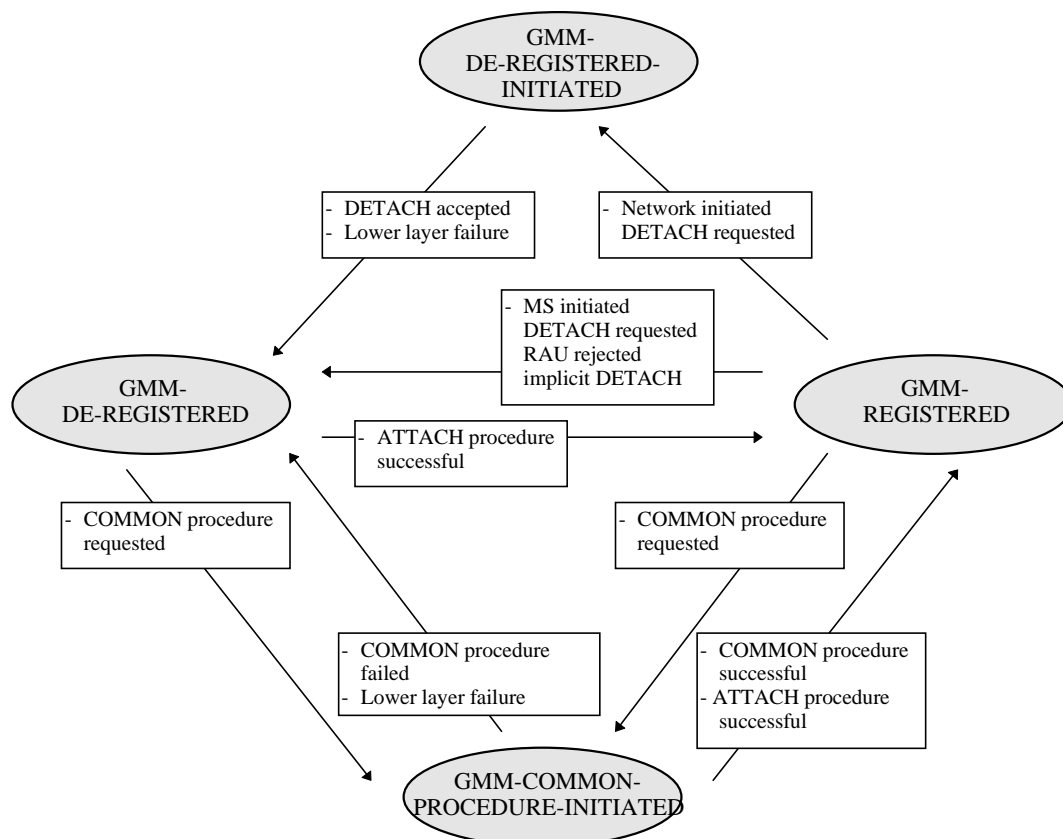 GMM-
DE-REGISTERED-
INITIATED
- DETACH accepted
- Lower layer failure
- Network initiated
DETACH requested
- MS initiated
DETACH requested
RAU rejected
implicit DETACH
GMM-
DE-REGISTERED
GMM-
REGISTERED
- ATTACH procedure
successful
- COMMON procedure
requested
- COMMON procedure
requested
- COMMON procedure
failed
- Lower layer failure
- COMMON procedure
successful
- ATTACH procedure
successful
GMM-COMMON-
PROCEDURE-INITIATED